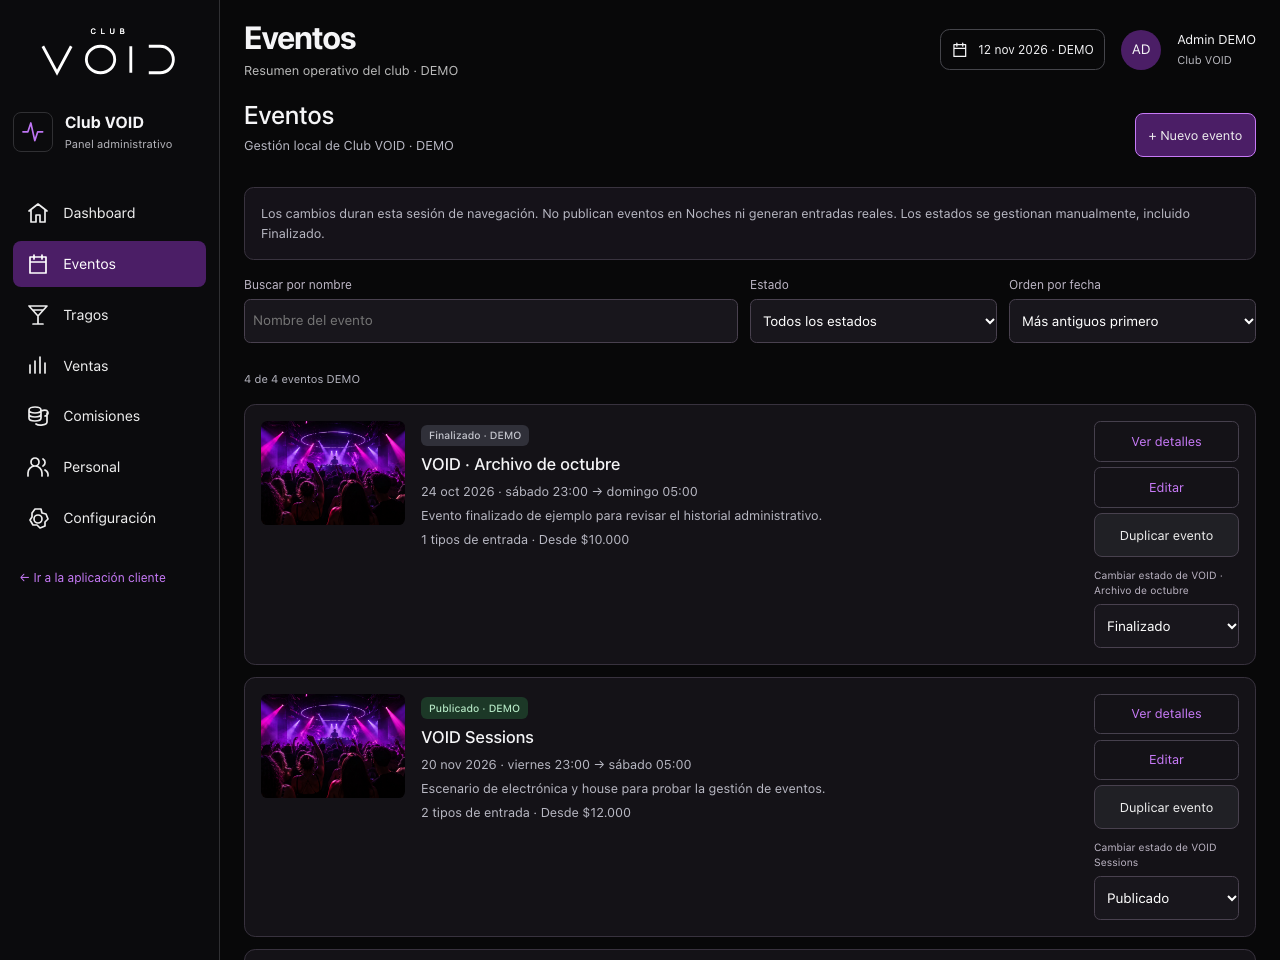 CLUB
VOID
Club VOID
Panel administrativo
Dashboard
Eventos
Tragos
Ventas
Comisiones
Personal
Configuración
← Ir a la aplicación cliente
Eventos
Resumen operativo del club · DEMO
12 nov 2026 · DEMO
AD
Admin DEMO
Club VOID
Eventos
Gestión local de Club VOID · DEMO
+ Nuevo evento
Los cambios duran esta sesión de navegación. No publican eventos en Noches ni generan entradas reales. Los estados se gestionan manualmente, incluido
Finalizado.
Buscar por nombre
Nombre del evento
Estado
Todos los estados
Orden por fecha
Más antiguos primero
4 de 4 eventos DEMO
Finalizado · DEMO
VOID · Archivo de octubre
24 oct 2026 · sábado 23:00 → domingo 05:00
Evento finalizado de ejemplo para revisar el historial administrativo.
1 tipos de entrada · Desde $10.000
Ver detalles
Editar
Duplicar evento
Cambiar estado de VOID ·
Archivo de octubre
Finalizado
Publicado · DEMO
VOID Sessions
20 nov 2026 · viernes 23:00 → sábado 05:00
Escenario de electrónica y house para probar la gestión de eventos.
2 tipos de entrada · Desde $12.000
Ver detalles
Editar
Duplicar evento
Cambiar estado de VOID
Sessions
Publicado